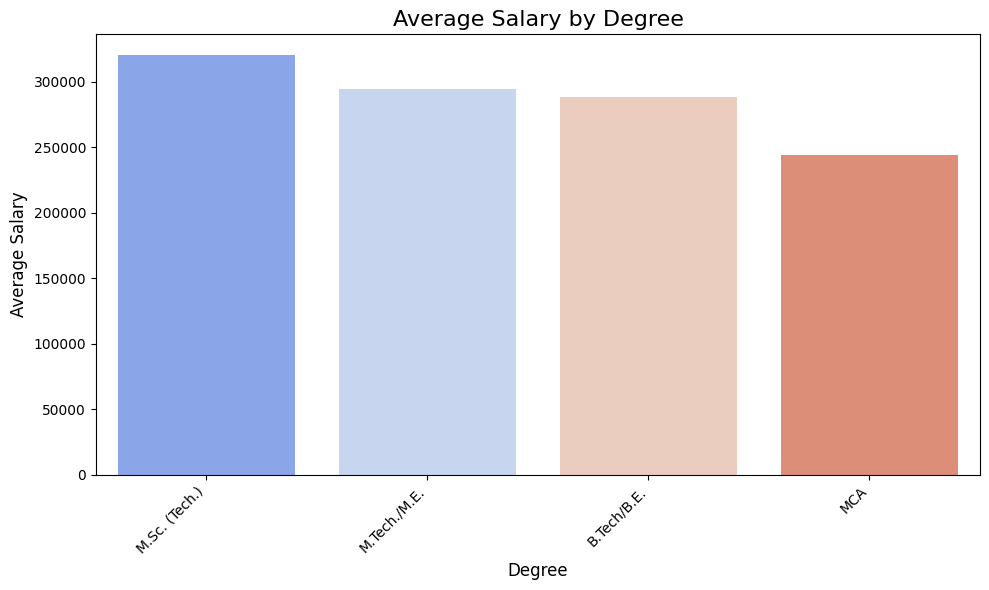 Average Salary by Degree
Average Salary
300000
250000
200000
150000
100000
50000
0
M.Sc. (Tech.)
M.Tech./M.E.
B.Tech/B.E.
MCA
Degree